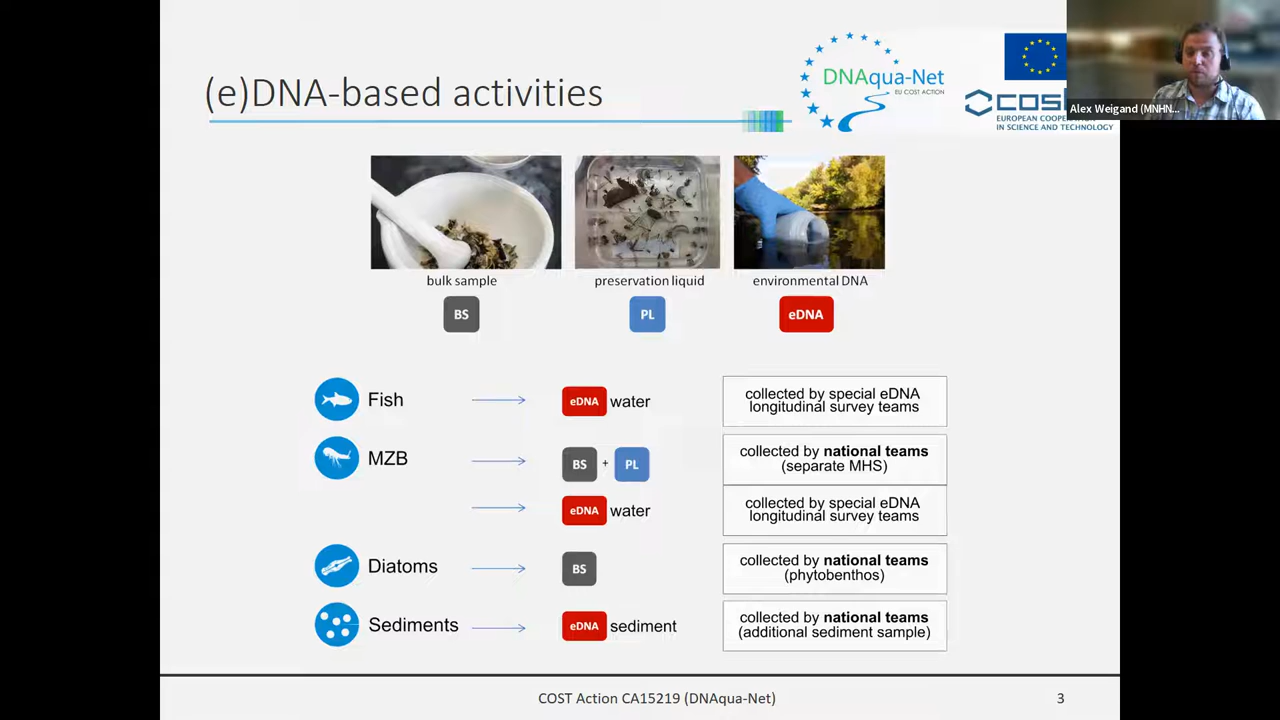 (e)DNA-based activities
DNAqua-Net
EU COST ACTION
EUROPEAN COOPE
IN SCIENCE AND TECHNOLOGY
Alex Weigand (MNHN...
bulk sample
preservation liquid
environmental DNA
BS
PL
eDNA
Fish
eDNA water
collected by special eDNA
longitudinal survey teams
MZB
BS + PL
collected by national teams
(separate MHS)
eDNA water
collected by special eDNA
longitudinal survey teams
Diatoms
BS
collected by national teams
(phytobenthos)
Sediments
eDNA sediment
collected by national teams
(additional sediment sample)
COST Action CA15219 (DNAqua-Net)
3